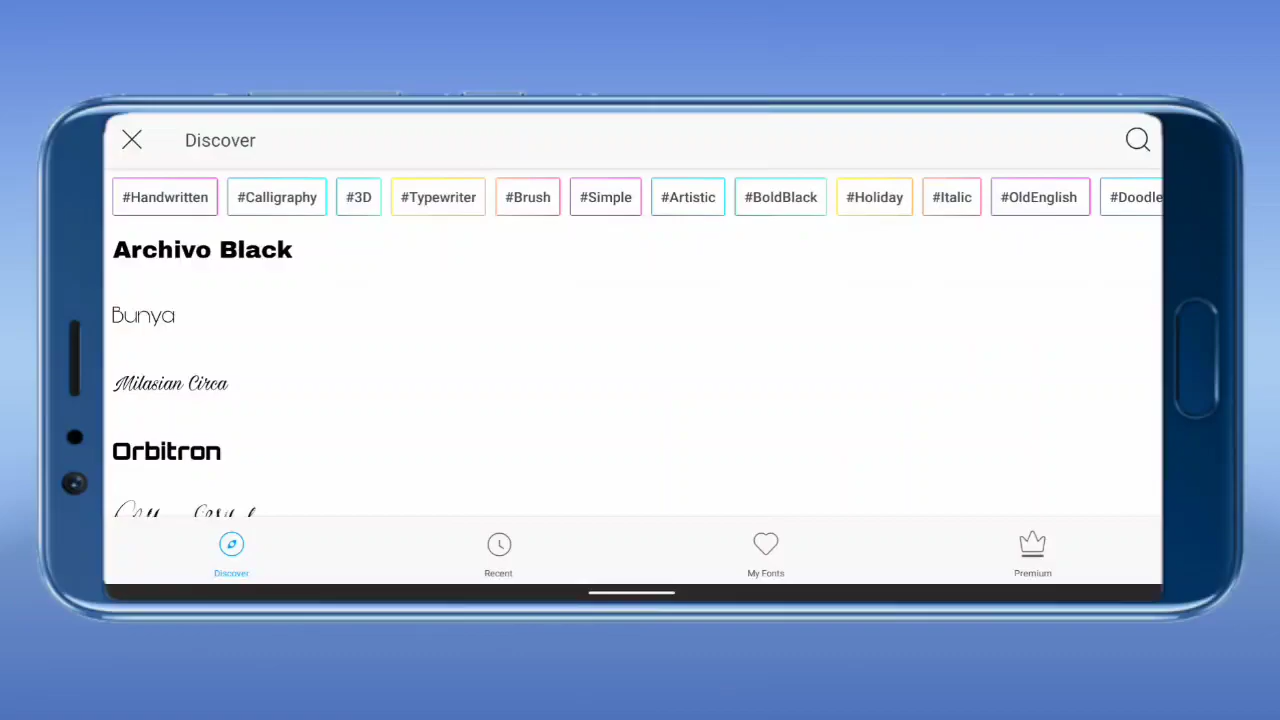 Discover
#Handwritten #Calligraphy #3D #Typewriter #Brush #Simple #Artistic #BoldBlack #Holiday #Italic #OldEnglish #Doodle
Archivo Black
Bunya
Milasian Circa
Orbitron
Discover Recent My Fonts Premium